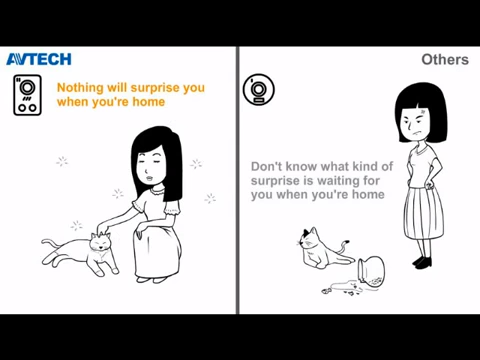 AVTECH
Nothing will surprise you
when you're home
Others
Don't know what kind of
surprise is waiting for
you when you're home